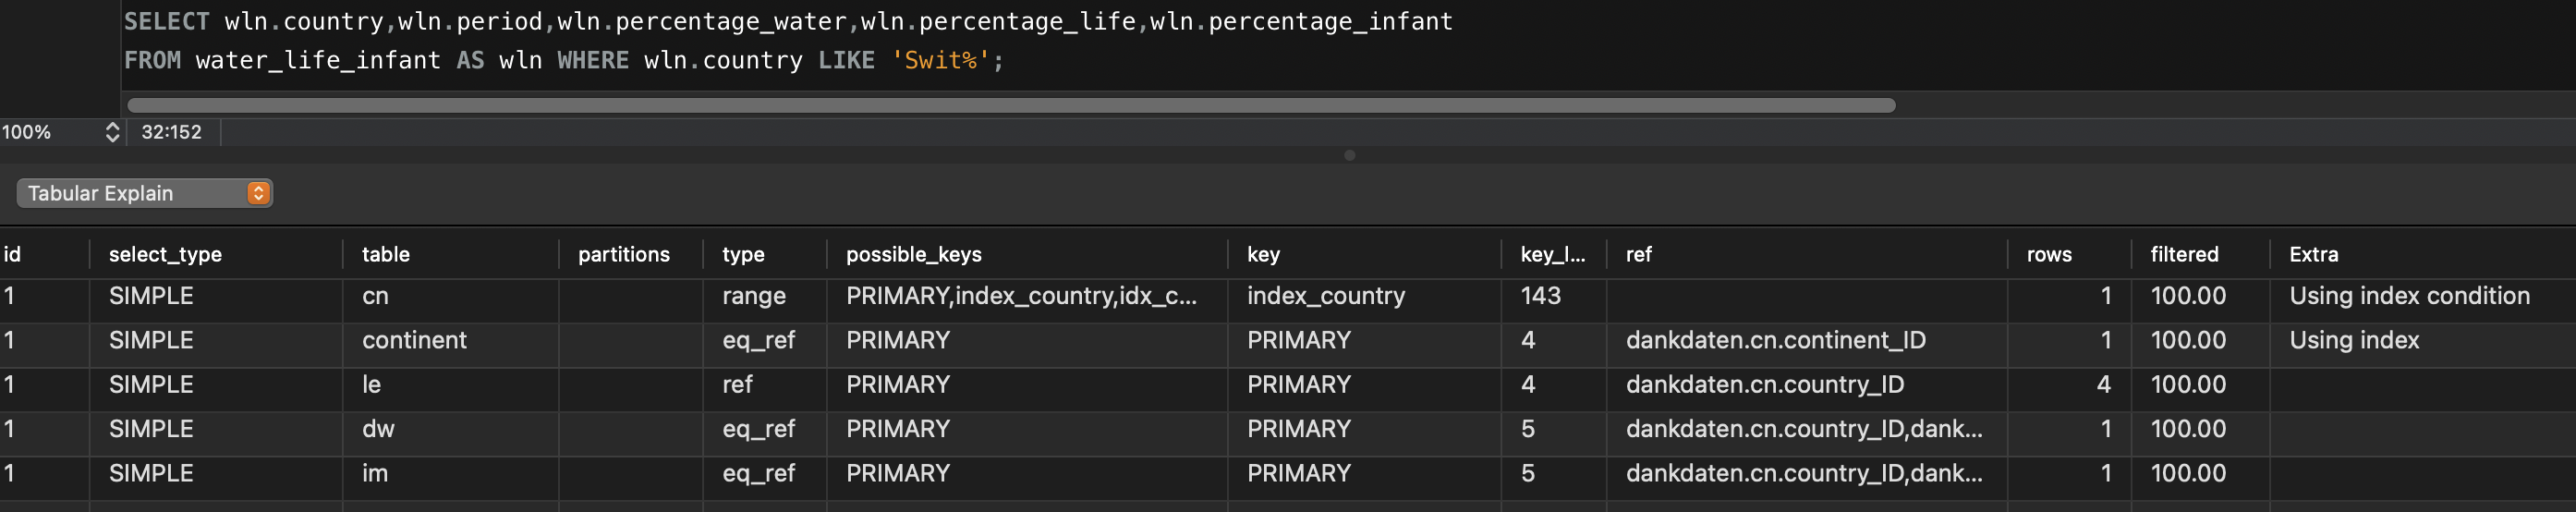 SELECT wln.country,wln.period,wln.percentage_water,wln.percentage_life,wln.percentage_infant
FROM water_life_infant AS wln WHERE wln.country LIKE 'Swit%';
100% 32:152
Tabular Explain
id select_type table partitions type possible_keys key key_l... ref rows filtered Extra
1 SIMPLE cn range PRIMARY,index_country,idx_c... index_country 143 1 100.00 Using index condition
1 SIMPLE continent eq_ref PRIMARY PRIMARY 4 dankdaten.cn.continent_ID 1 100.00 Using index
1 SIMPLE le ref PRIMARY PRIMARY 4 dankdaten.cn.country_ID 4 100.00
1 SIMPLE dw eq_ref PRIMARY PRIMARY 5 dankdaten.cn.country_ID,dank... 1 100.00
1 SIMPLE im eq_ref PRIMARY PRIMARY 5 dankdaten.cn.country_ID,dank... 1 100.00